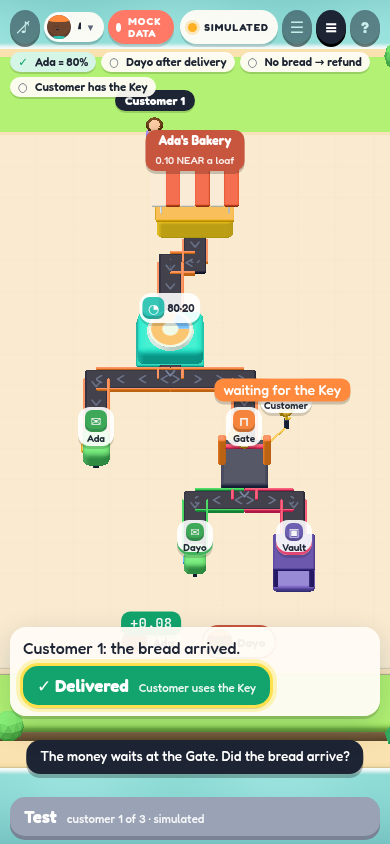 MOCK
DATA
SIMULATED
?
✓ Ada = 80%
Dayo after delivery
No bread → refund
Customer has the Key
Customer 1
Ada's Bakery
0.10 NEAR a loaf
80·20
waiting for the Key
Customer
Ada
Gate
Dayo
Vault
+0.08
Dayo
Customer 1: the bread arrived.
✓ Delivered Customer uses the Key
The money waits at the Gate. Did the bread arrive?
Test customer 1 of 3 · simulated